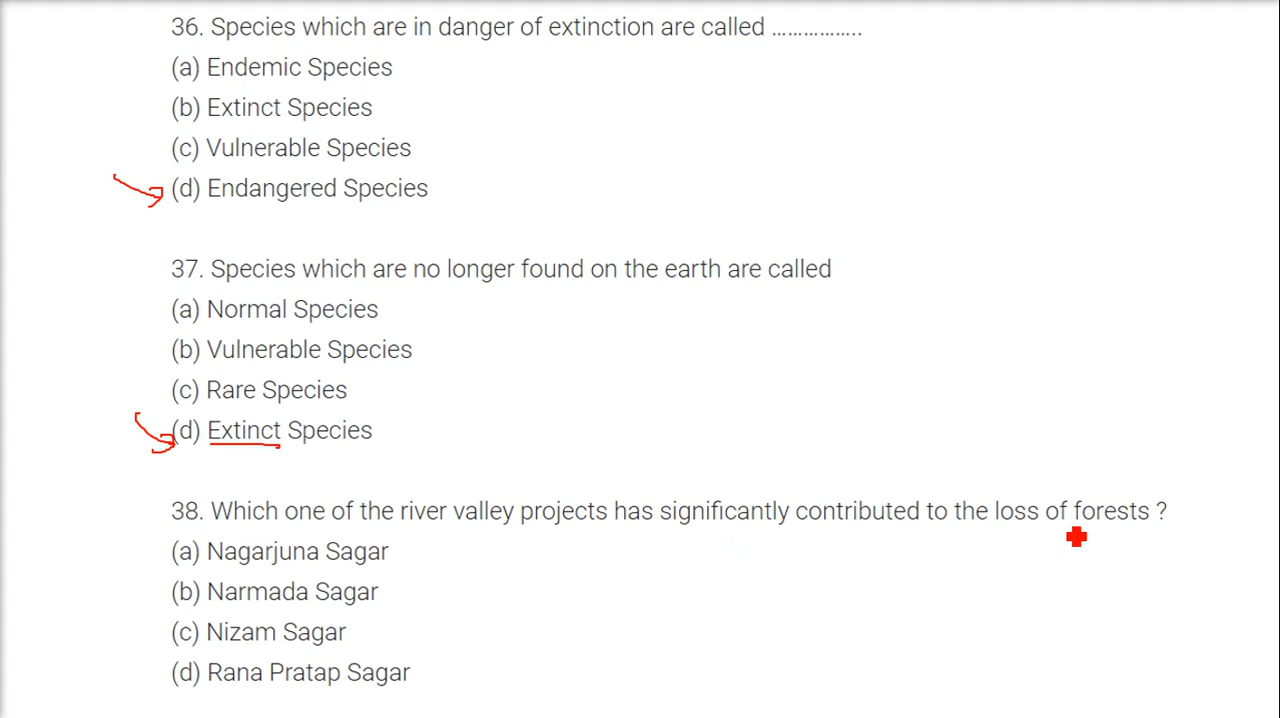 36. Species which are in danger of extinction are called ……………..
(a) Endemic Species
(b) Extinct Species
(c) Vulnerable Species
(d) Endangered Species
37. Species which are no longer found on the earth are called
(a) Normal Species
(b) Vulnerable Species
(c) Rare Species
(d) Extinct Species
38. Which one of the river valley projects has significantly contributed to the loss of forests ?
(a) Nagarjuna Sagar
(b) Narmada Sagar
(c) Nizam Sagar
(d) Rana Pratap Sagar